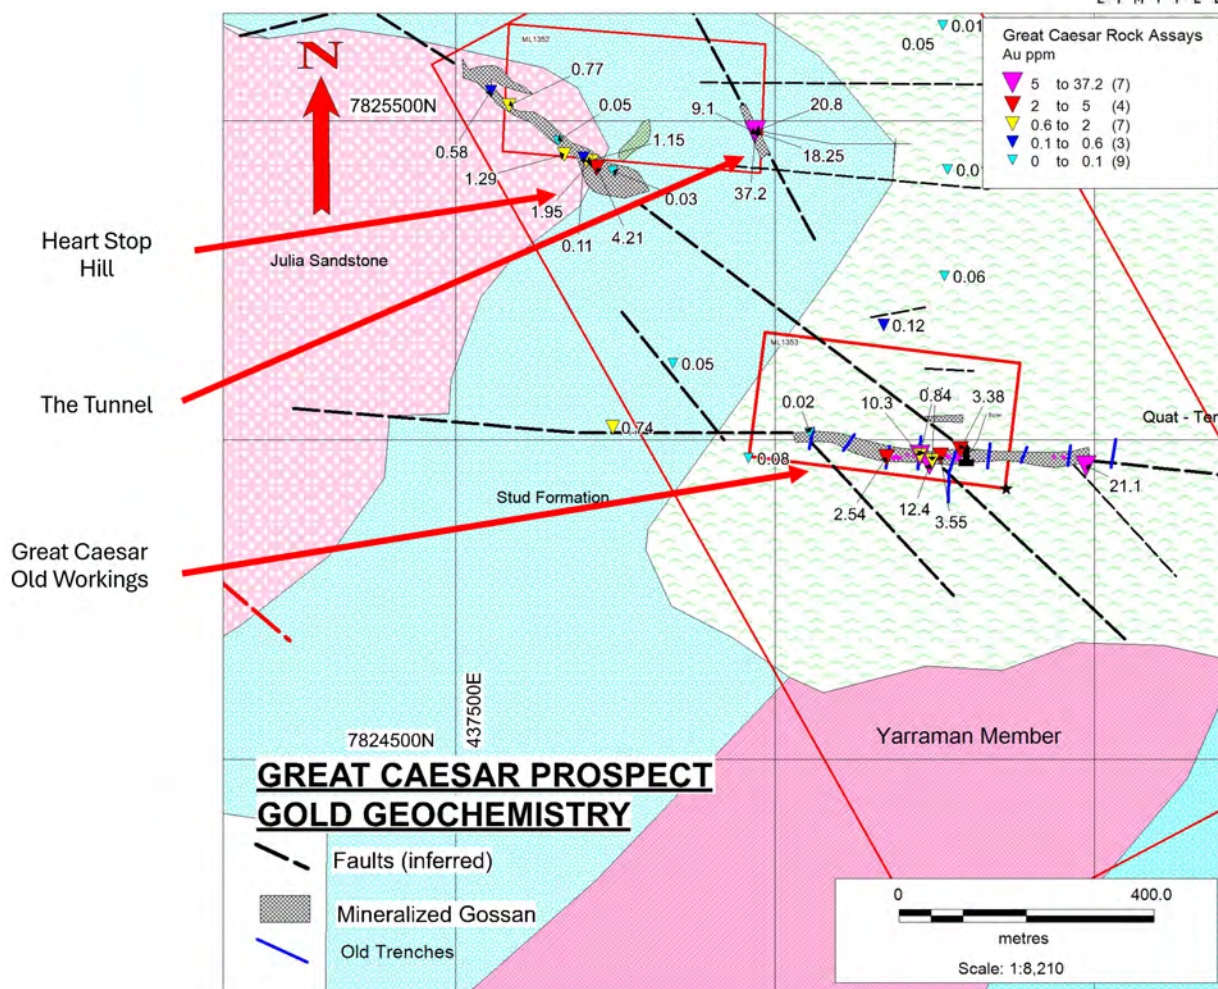 L I M I T E D
0.01
0.05
Great Caesar Rock Assays
Au ppm
5 to 37.2 (7)
2 to 5 (4)
0.6 to 2 (7)
0.1 to 0.6 (3)
0 to 0.1 (9)
N
ML1352
0.77
7825500N
0.05
9.1
20.8
0.58
1.15
18.25
1.29
0.03
37.2
1.95
0.11
4.21
Heart Stop
Hill
Julia Sandstone
0.06
0.12
ML1353
0.05
The Tunnel
0.02
10.3
0.84
3.38
Quat - Ter
0.74
0.08
Stud Formation
2.54
12.4
3.55
21.1
Great Caesar
Old Workings
437500E
7824500N
Yarraman Member
GREAT CAESAR PROSPECT
GOLD GEOCHEMISTRY
Faults (inferred)
Mineralized Gossan
Old Trenches
0
400.0
metres
Scale: 1:8,210